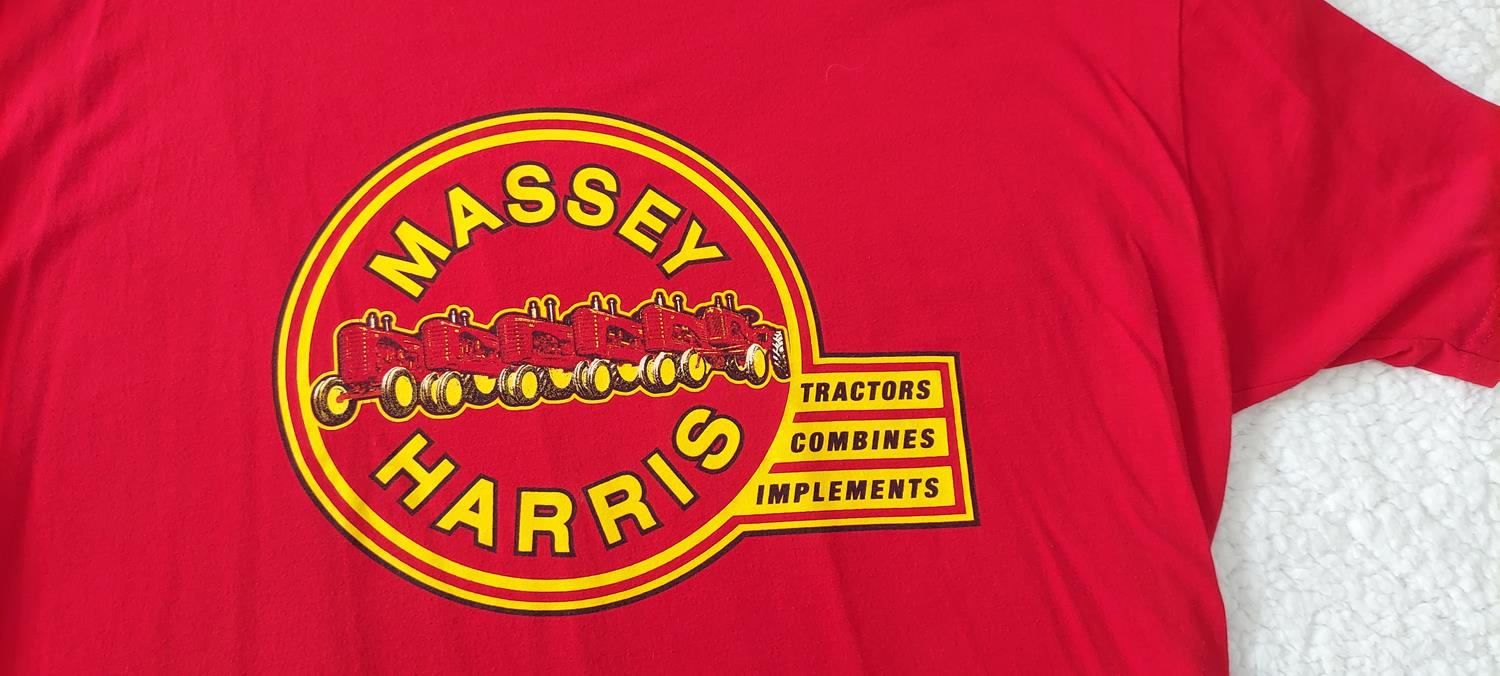 MASSEY
HARRIS
TRACTORS
COMBINES
IMPLEMENTS